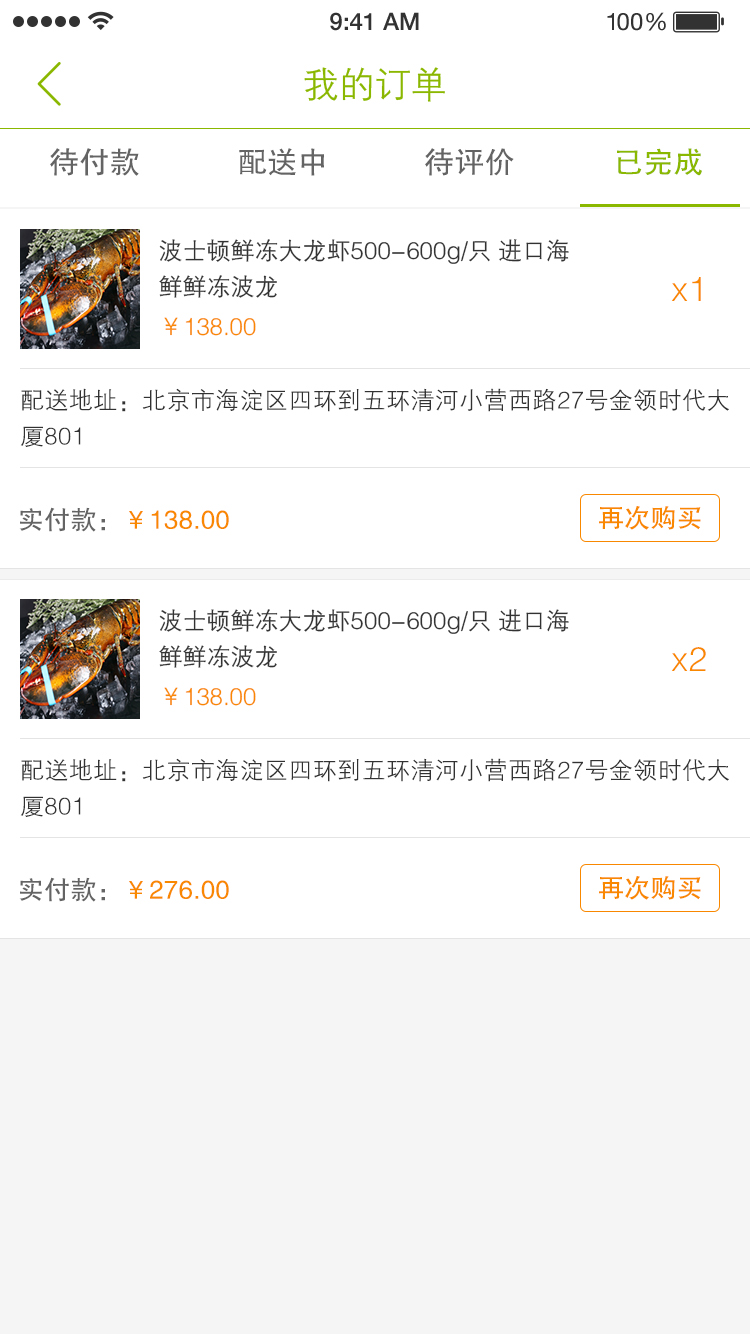 9:41 AM
100%
我的订单
待付款 配送中 待评价 已完成
波士顿鲜冻大龙虾500-600g/只 进口海
鲜鲜冻波龙
x1
￥138.00
配送地址：北京市海淀区四环到五环清河小营西路27号金领时代大
厦801
实付款：￥138.00
再次购买
波士顿鲜冻大龙虾500-600g/只 进口海
鲜鲜冻波龙
x2
￥138.00
配送地址：北京市海淀区四环到五环清河小营西路27号金领时代大
厦801
实付款：￥276.00
再次购买